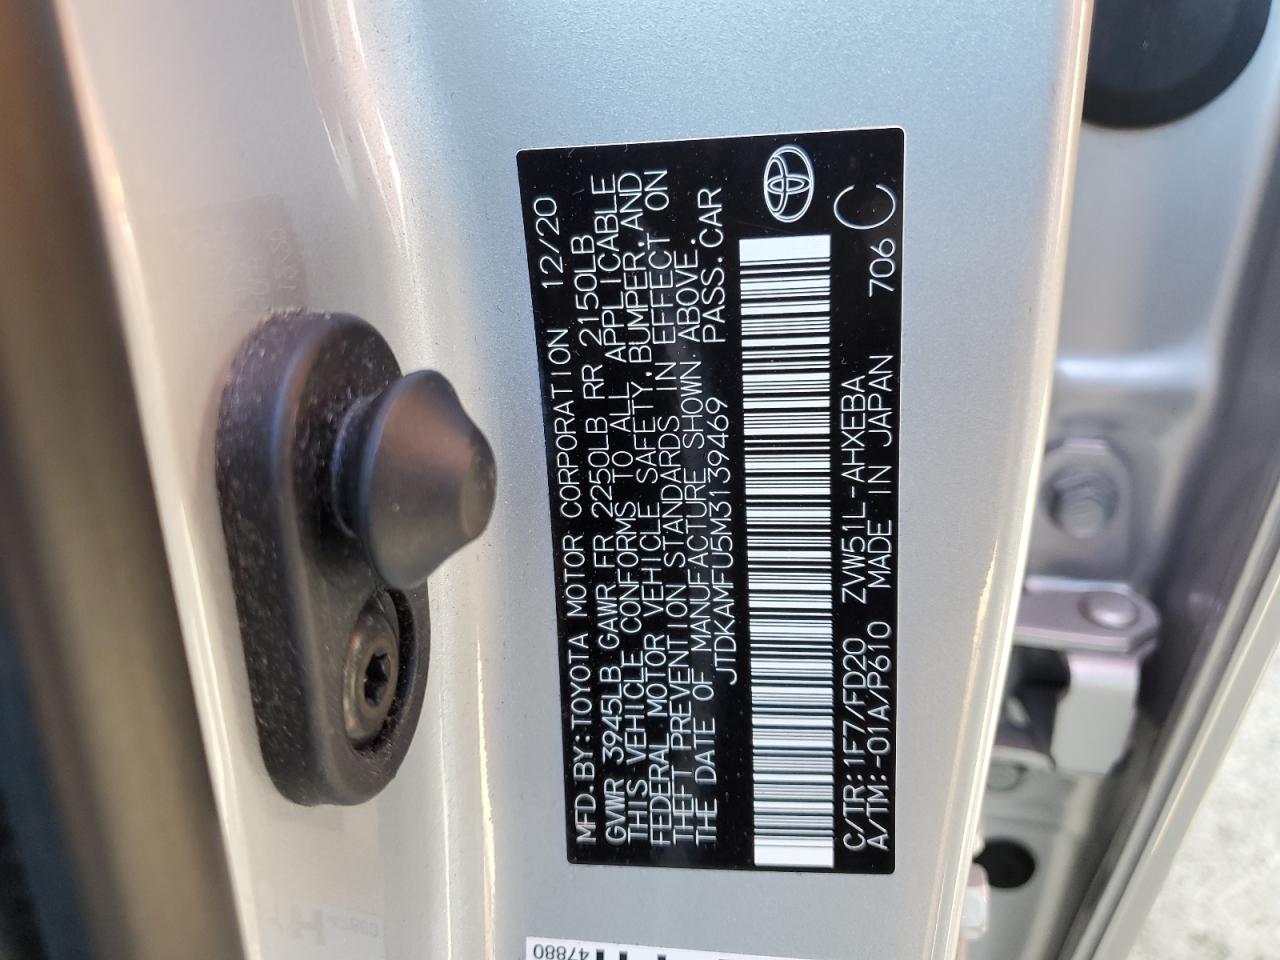 MFD. BY: TOYOTA MOTOR CORPORATION 12/20
GVWR 3945LB GAWR FR 2250LB RR 2150LB
THIS VEHICLE CONFORMS TO ALL APPLICABLE
FEDERAL MOTOR VEHICLE SAFETY, BUMPER, AND
THEFT PREVENTION STANDARDS IN EFFECT ON
THE DATE OF MANUFACTURE SHOWN ABOVE.
JTDKAMFU5M3139469 PASS. CAR
C/TR: 1F7/FD20 ZVW51L-AHXEBA 706 C
A/TM: -01A/P610 MADE IN JAPAN
47880